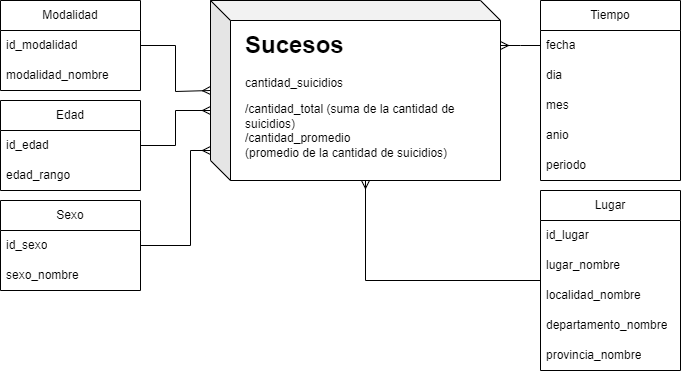 Modalidad
id_modalidad
modalidad_nombre
Edad
id_edad
edad_rango
Sexo
id_sexo
sexo_nombre
Sucesos
cantidad_suicidios
/cantidad_total (suma de la cantidad de
suicidios)
/cantidad_promedio
(promedio de la cantidad de suicidios)
Tiempo
fecha
dia
mes
anio
periodo
Lugar
id_lugar
lugar_nombre
localidad_nombre
departamento_nombre
provincia_nombre